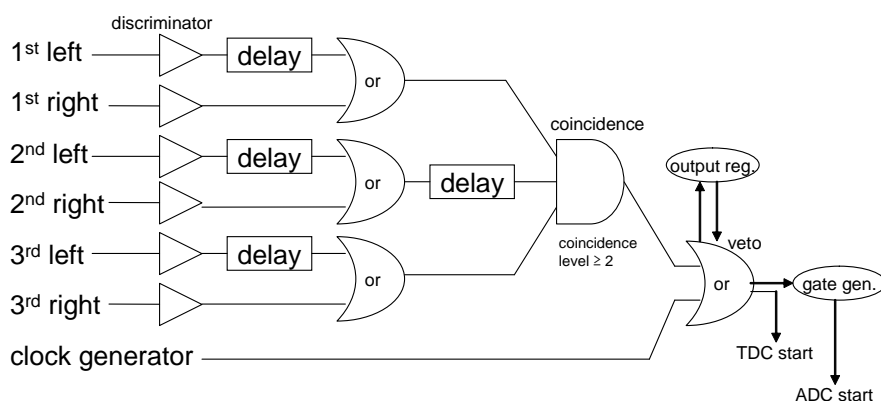 discriminator
1st left
delay
or
1st right
coincidence
2nd left
delay
or
delay
output reg.
2nd right
veto
3rd left
delay
or
coincidence
level ≥ 2
or
gate gen.
3rd right
clock generator
TDC start
ADC start